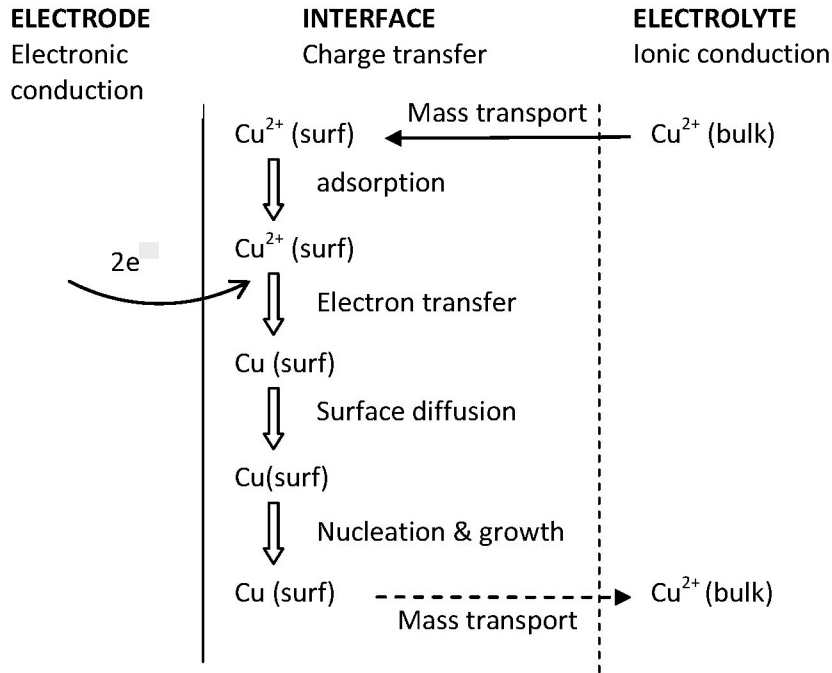 ELECTRODE
Electronic
conduction
INTERFACE
Charge transfer
ELECTROLYTE
Ionic conduction
Mass transport
Cu²⁺ (surf)
Cu²⁺ (bulk)
adsorption
Cu²⁺ (surf)
2e
Electron transfer
Cu (surf)
Surface diffusion
Cu(surf)
Nucleation & growth
Cu (surf)
Cu²⁺ (bulk)
Mass transport